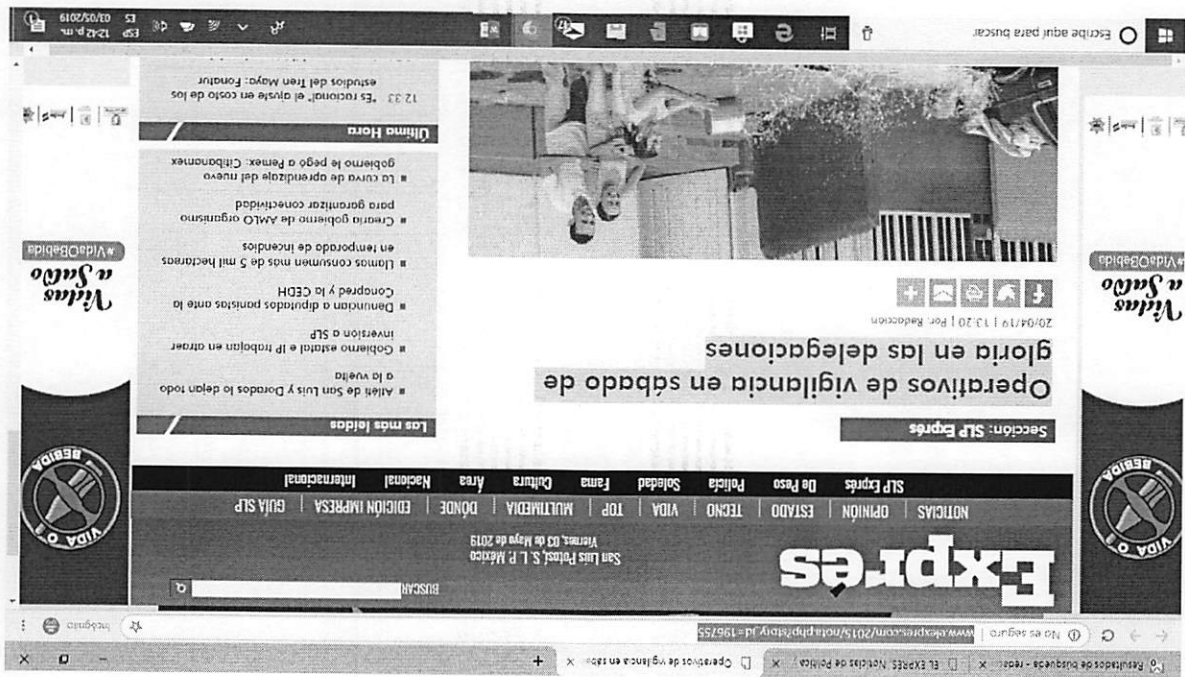 Resultados de búsqueda - redac
EL EXPRÉS Noticias de Política y
Operativos de vigilancia en sába
No es seguro | www.elexpres.com/2015/nota.php?story_id=196755
Incógnito
BUSCAR
Exprés
San Luis Potosí, S. L. P. México
Viernes, 03 de Mayo de 2019
NOTICIAS | OPINIÓN | ESTADO | TECNO | VIDA | TOP | MULTIMEDIA | DÓNDE | EDICIÓN IMPRESA | GUÍA SLP
SLP Exprés De Peso Policía Soledad Fama Cultura Área Nacional Internacional
VIDA O BEBIDA
Vidas a Salvo
#VidaOBebida
Sección: SLP Exprés
Operativos de vigilancia en sábado de
gloria en las delegaciones
20/04/19 | 13:20 | Por: Redacción
Las más leídas
Atléti de San Luis y Dorados lo dejan todo
a la vuelta
Gobierno estatal e IP trabajan en atraer
inversión a SLP
Denuncian a diputados panistas ante la
Conapred y la CEDH
Llamas consumen más de 5 mil hectáreas
en temporada de incendios
Crearía gobierno de AMLO organismo
para garantizar conectividad
La curva de aprendizaje del nuevo
gobierno le pegó a Pemex: Citibanamex
Última Hora
12:33 "Es racional" el ajuste en costo de los
estudios del Tren Maya: Fonatur
VIDA O BEBIDA
Vidas a Salvo
#VidaOBebida
Escribe aquí para buscar
47
ESP
ES
12:42 p. m.
03/05/2019
1